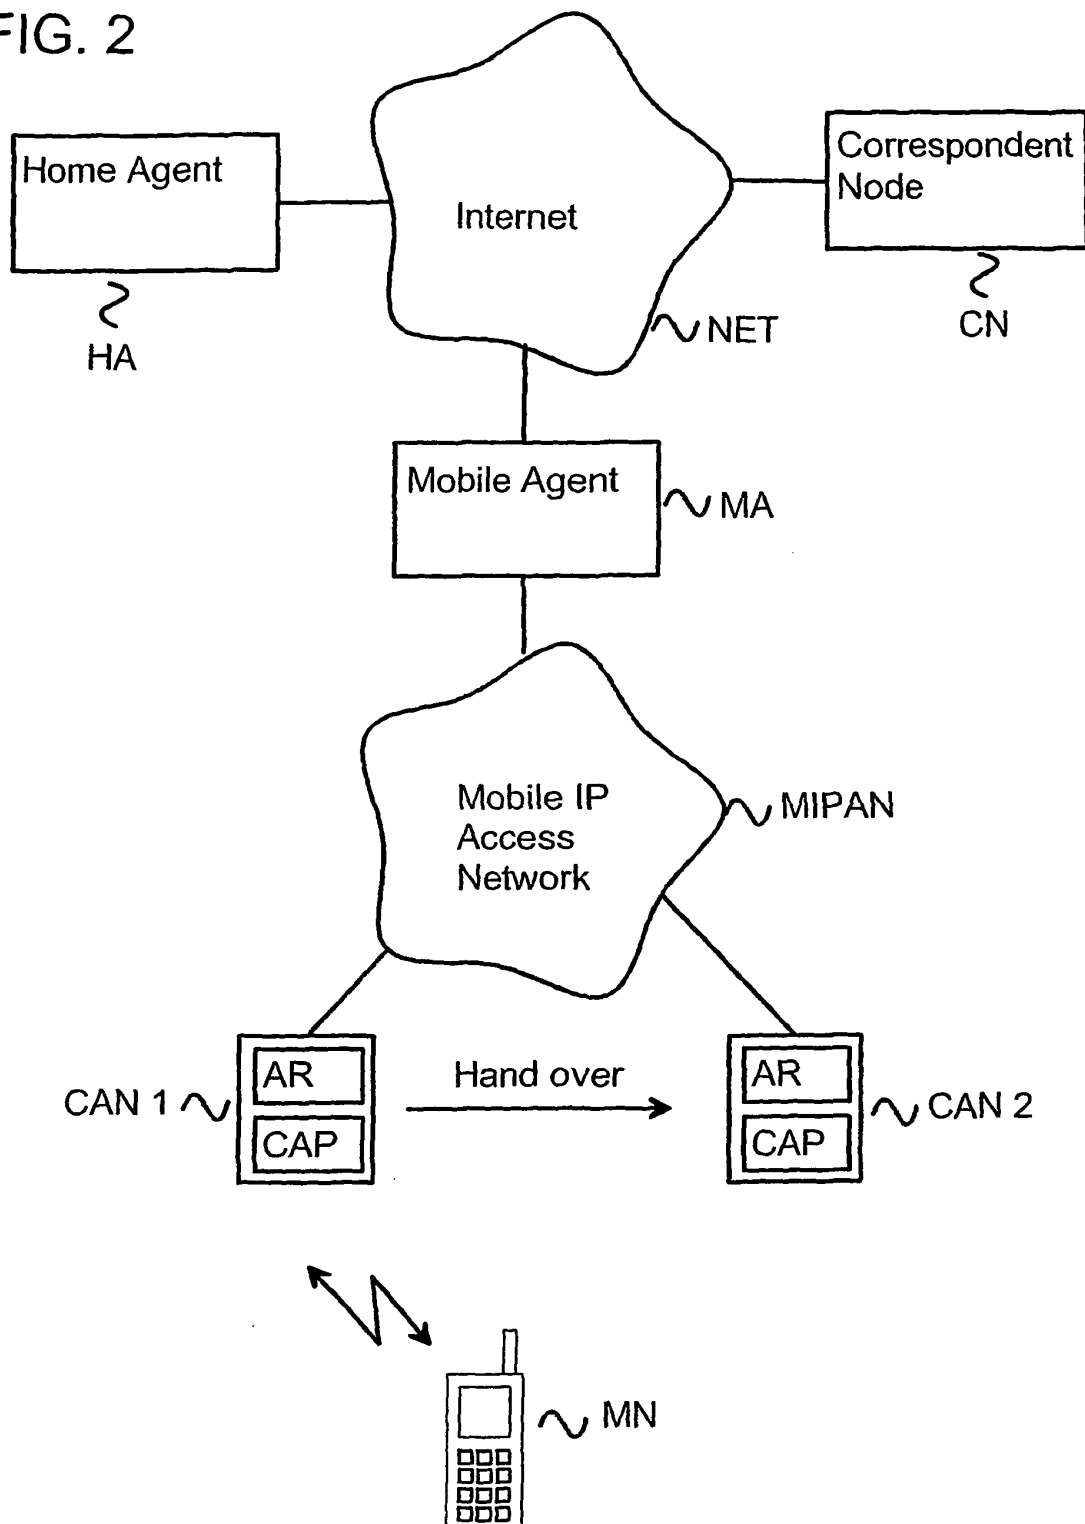 FIG. 2
Home Agent
HA
Internet
NET
Correspondent
Node
CN
Mobile Agent
MA
Mobile IP
Access
Network
MIPAN
CAN 1
AR
CAP
Hand over
AR
CAP
CAN 2
MN